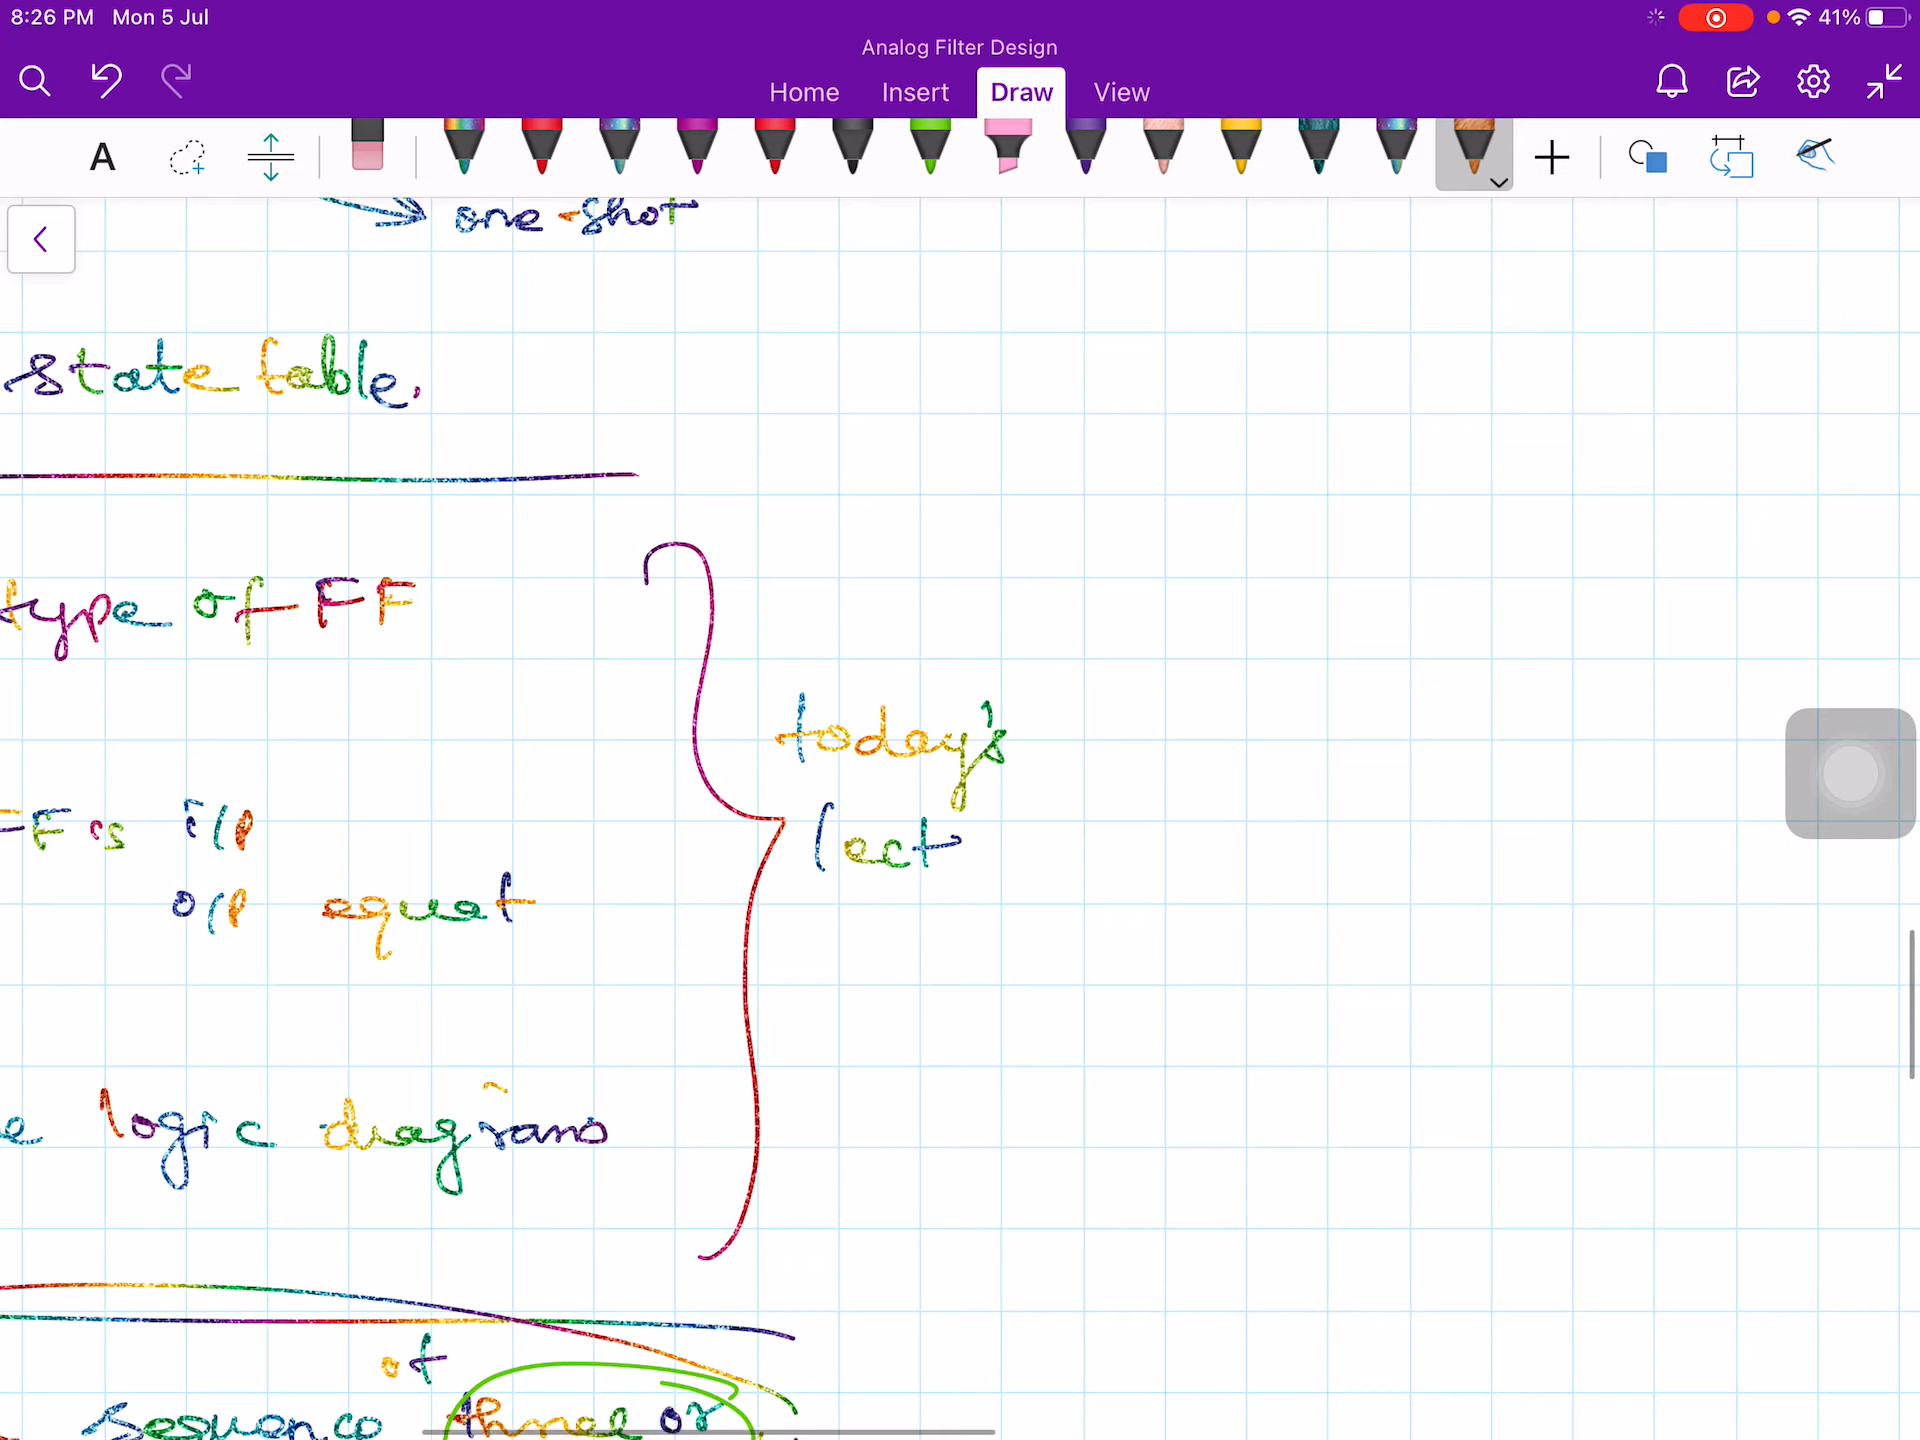 8:26 PM Mon 5 Jul
41%
Analog Filter Design
Home Insert Draw View
A
one-shot
state table.
type of FF
today's
lect
FFs i/p
o/p equat
logic diagrams
of
sequence three or